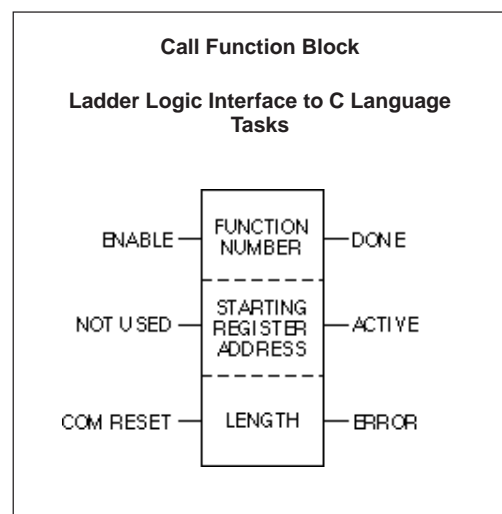 Call Function Block
Ladder Logic Interface to C Language
Tasks
ENABLE
FUNCTION
NUMBER
DONE
NOT USED
STARTING
REGISTER
ADDRESS
ACTIVE
COM RESET
LENGTH
ERROR